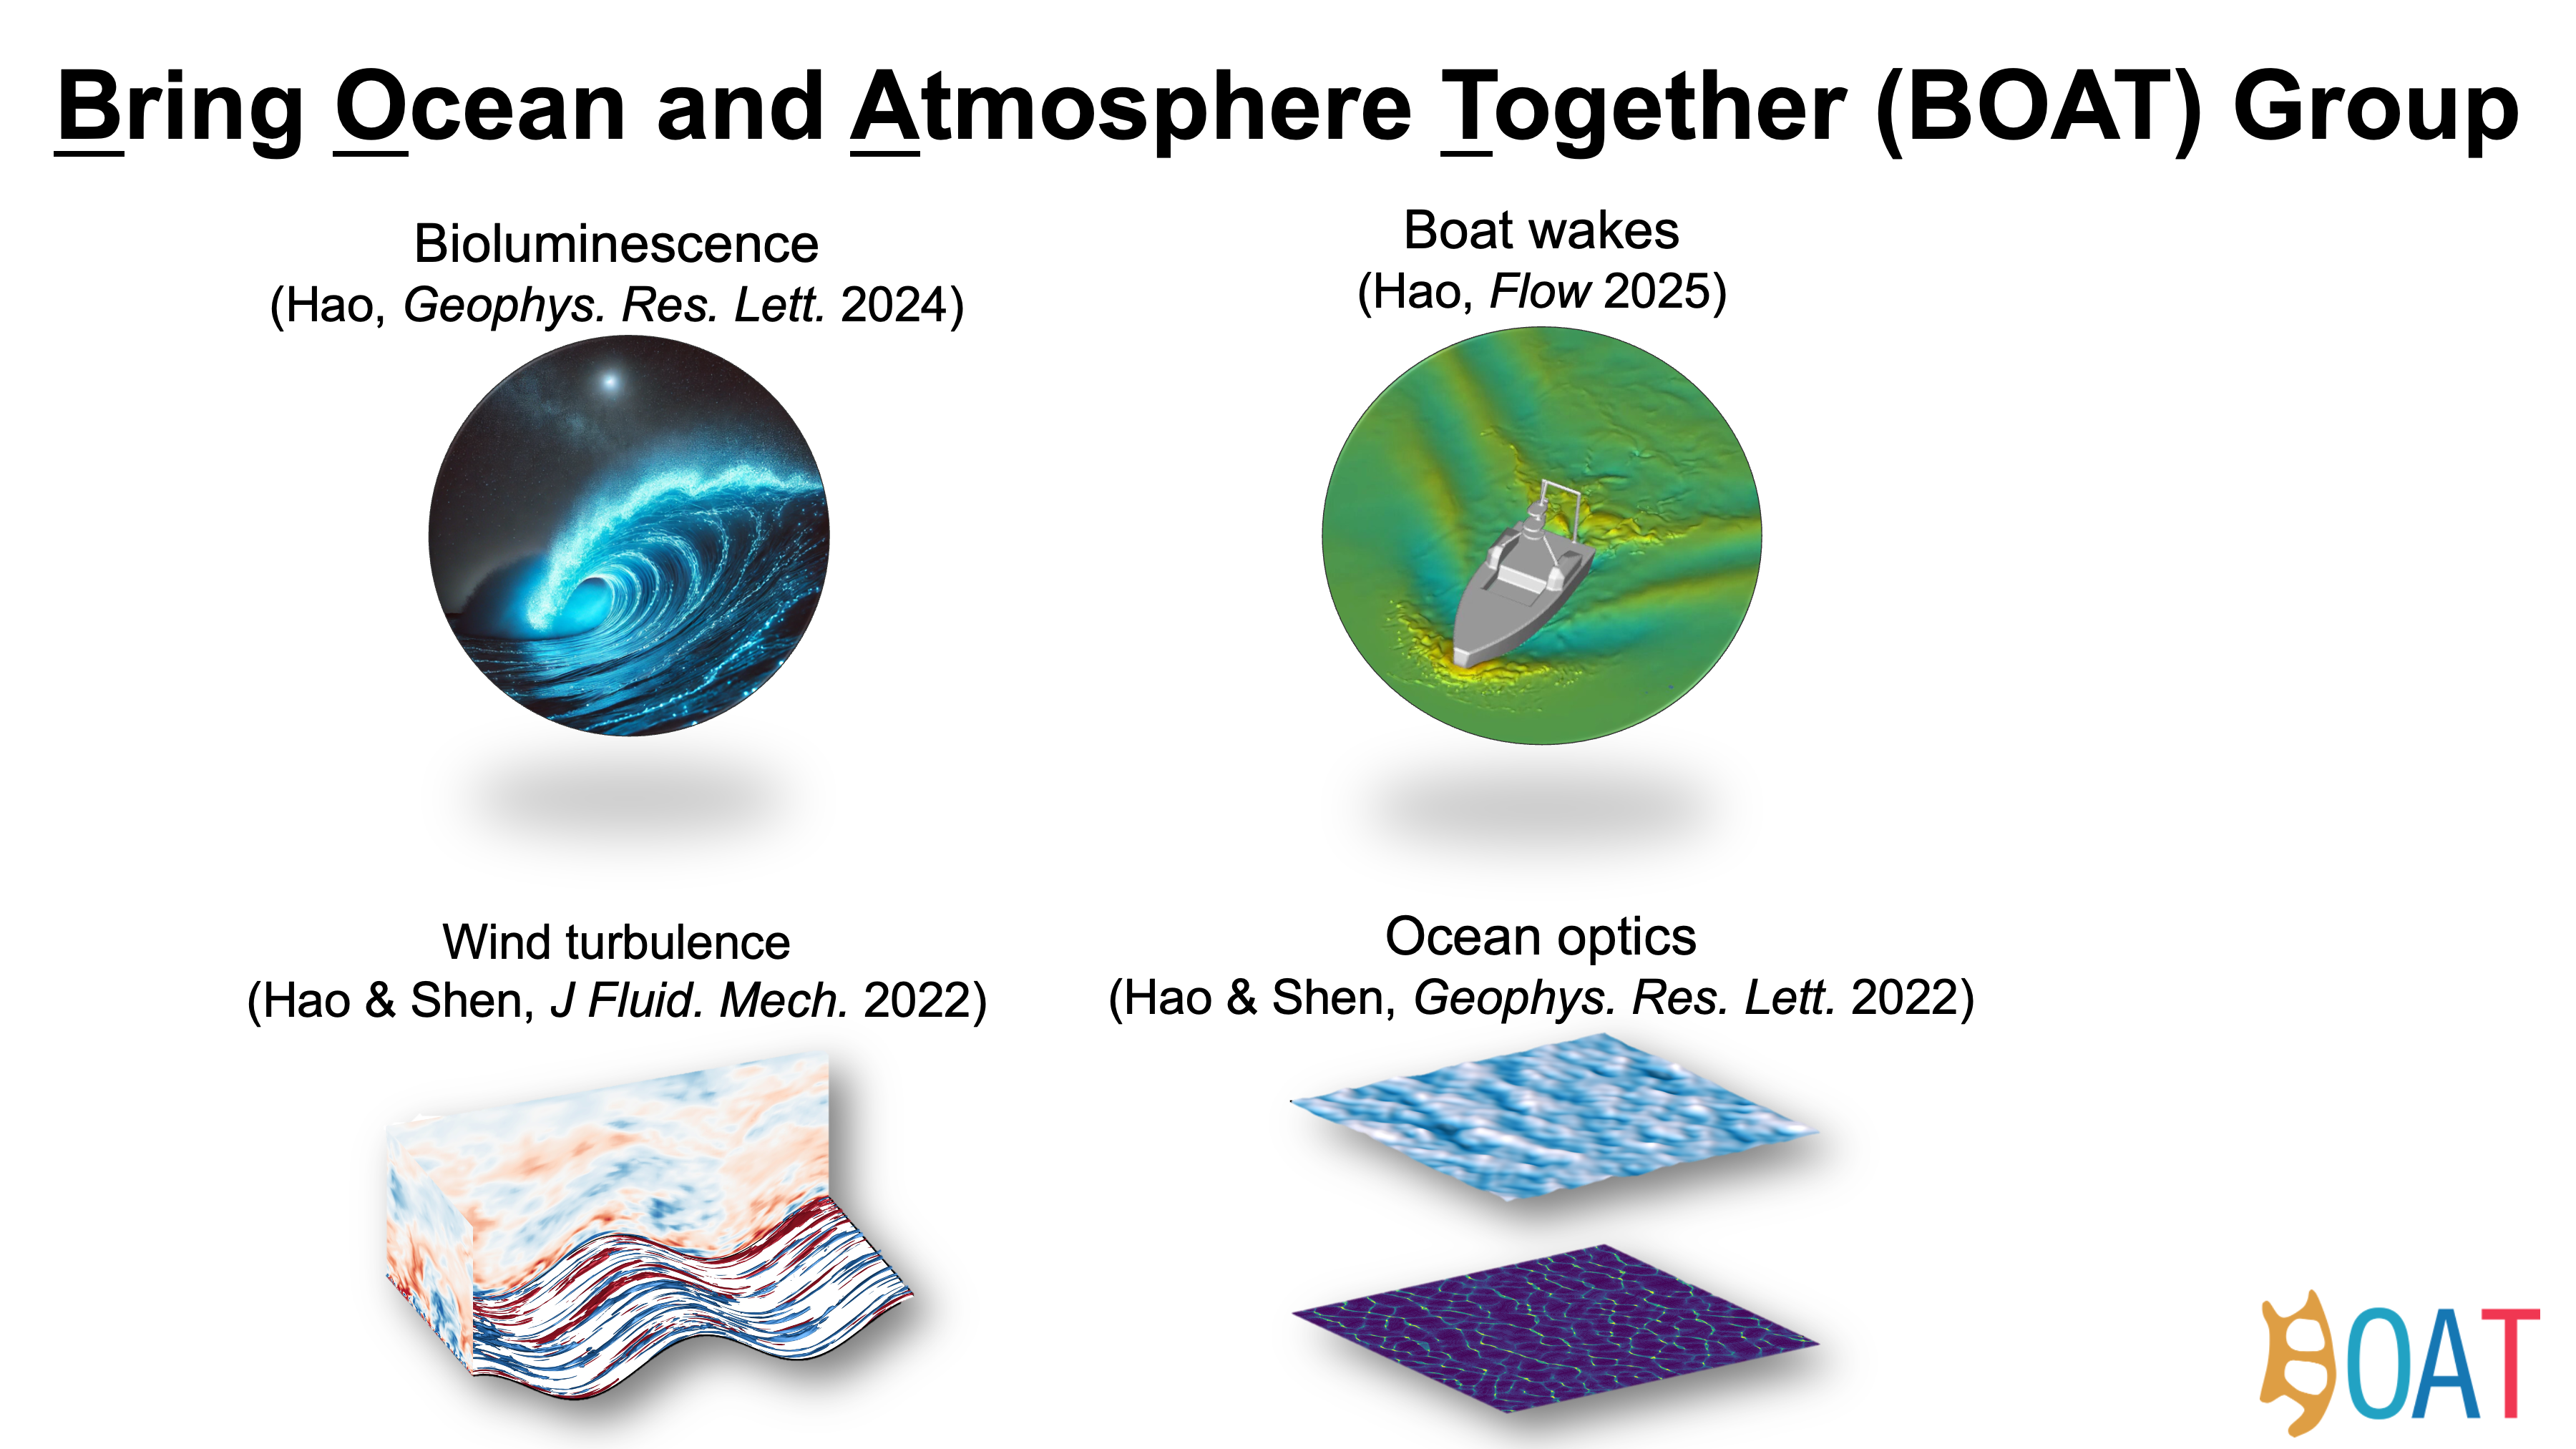 Bring Ocean and Atmosphere Together (BOAT) Group
Bioluminescence
(Hao, Geophys. Res. Lett. 2024)
Boat wakes
(Hao, Flow 2025)
Wind turbulence
(Hao & Shen, J Fluid. Mech. 2022)
Ocean optics
(Hao & Shen, Geophys. Res. Lett. 2022)
BOAT